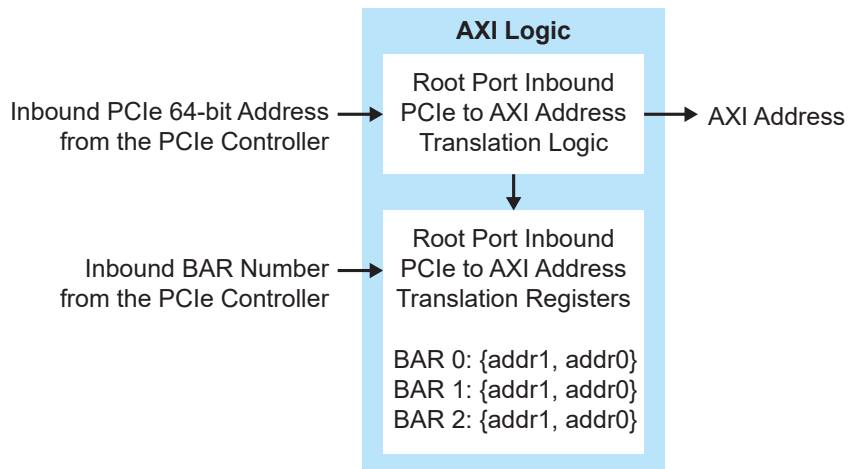 AXI Logic
Inbound PCIe 64-bit Address
from the PCIe Controller
Root Port Inbound
PCIe to AXI Address
Translation Logic
AXI Address
Inbound BAR Number
from the PCIe Controller
Root Port Inbound
PCIe to AXI Address
Translation Registers
BAR 0: {addr1, addr0}
BAR 1: {addr1, addr0}
BAR 2: {addr1, addr0}